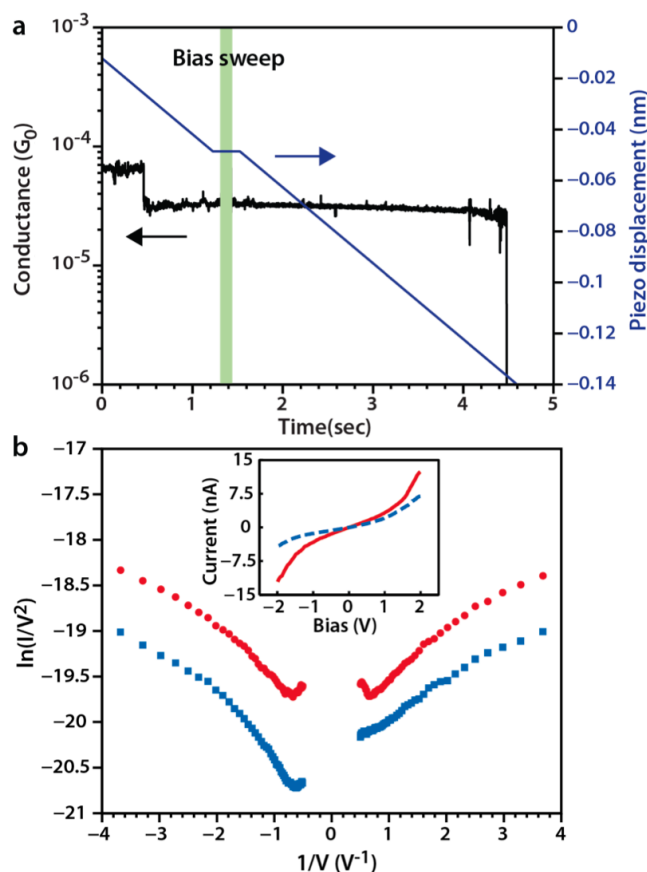 a
10⁻³
10⁻⁴
10⁻⁵
10⁻⁶
Conductance (G₀)
Bias sweep
0
−0.02
−0.04
−0.06
−0.08
−0.1
−0.12
−0.14
Piezo displacement (nm)
0 1 2 3 4 5
Time(sec)
b
−17
−17.5
−18
−18.5
−19
−19.5
−20
−20.5
−21
ln(I/V²)
15
7.5
0
−7.5
−15
Current (nA)
−2 −1 0 1 2
Bias (V)
−4 −3 −2 −1 0 1 2 3 4
1/V (V⁻¹)